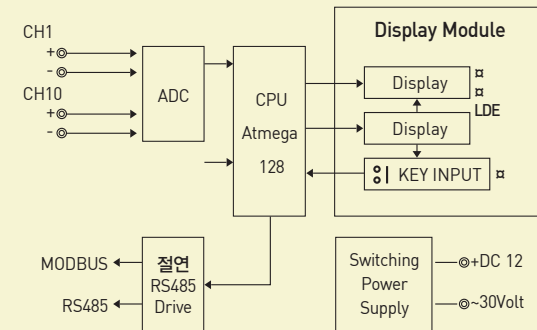 CH1
+
-
CH10
+
-
ADC
CPU
Atmega
128
Display Module
Display
¤
¤
LDE
Display
KEY INPUT ¤
MODBUS
RS485
절연
RS485
Drive
Switching
Power
Supply
+DC 12
~30Volt